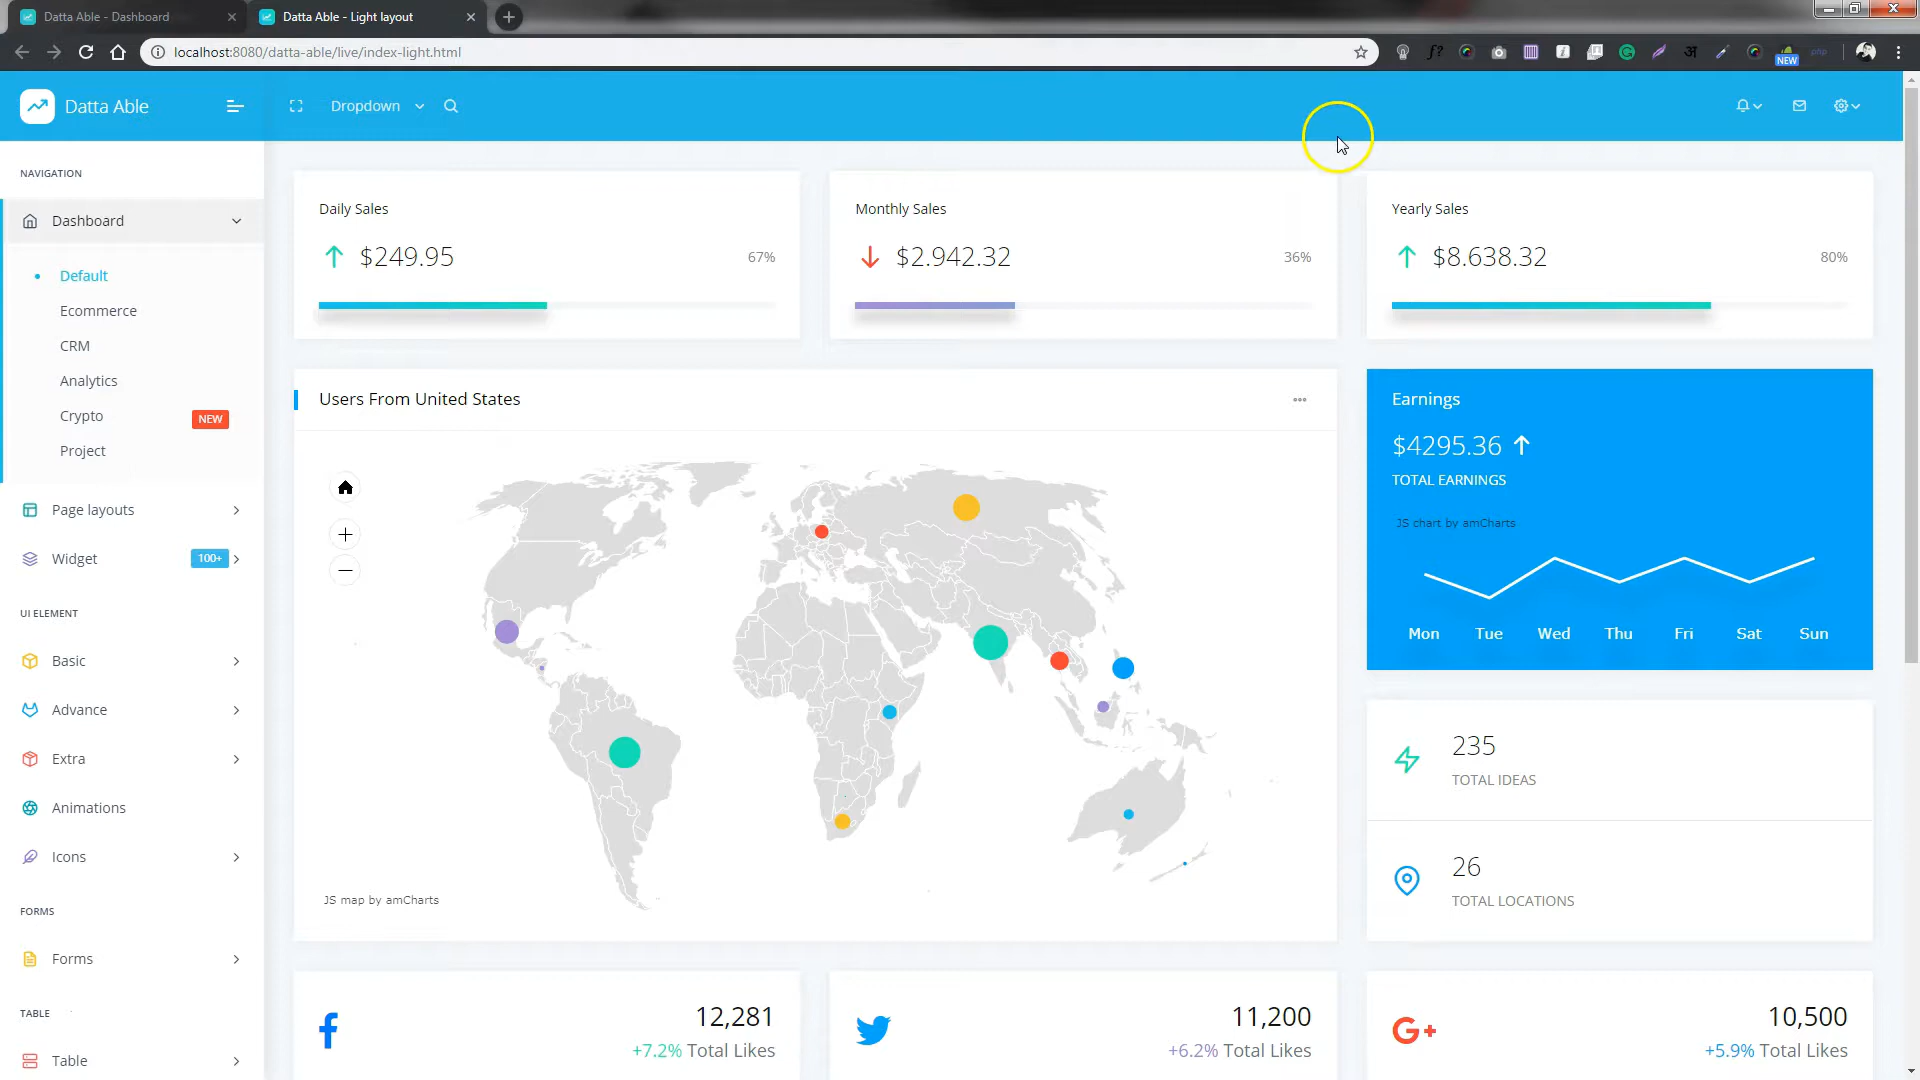 Datta Able - Dashboard
Datta Able - Light layout
localhost:8080/datta-able/live/index-light.html
NEW
php
Datta Able
Dropdown
NAVIGATION
Dashboard
Default
Ecommerce
CRM
Analytics
Crypto NEW
Project
Page layouts
Widget 100+
UI ELEMENT
Basic
Advance
Extra
Animations
Icons
FORMS
Forms
TABLE
Table
Daily Sales
$249.95 67%
Monthly Sales
$2.942.32 36%
Yearly Sales
$8.638.32 80%
Users From United States
JS map by amCharts
Earnings
$4295.36
TOTAL EARNINGS
JS chart by amCharts
Mon Tue Wed Thu Fri Sat Sun
235
TOTAL IDEAS
26
TOTAL LOCATIONS
12,281
+7.2% Total Likes
11,200
+6.2% Total Likes
G+ 10,500
+5.9% Total Likes